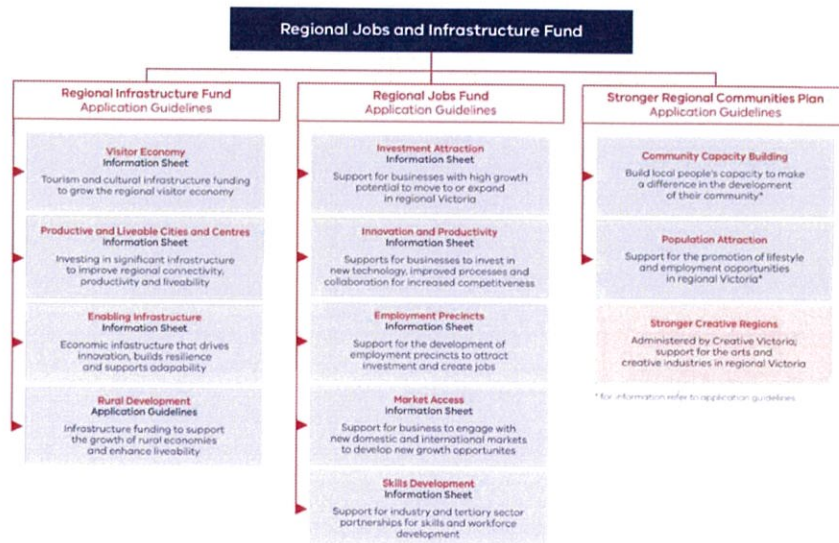 Regional Jobs and Infrastructure Fund
Regional Infrastructure Fund
Application Guidelines
Visitor Economy
Information Sheet
Tourism and cultural infrastructure funding
to grow the regional visitor economy
Productive and Liveable Cities and Centres
Information Sheet
Investing in significant infrastructure
to improve regional connectivity,
productivity and liveability
Enabling Infrastructure
Information Sheet
Economic infastructure that drives
innovation, builds resilience
and supports adaptability
Rural Development
Application Guidelines
Infrastructure funding to support
the growth of rural economies
and enhance liveability
Regional Jobs Fund
Application Guidelines
Investment Attraction
Information Sheet
Support for businesses with high growth
potential to move to or expand
in regional Victoria
Innovation and Productivity
Information Sheet
Supports for businesses to invest in
new technology, improved processes and
collaboration for increased competitveness
Employment Precincts
Information Sheet
Support for the development of
employment precincts to attract
investment and create jobs
Market Access
Information Sheet
Support for business to engage with
new domestic and international markets
to develop new growth opportunites
Skills Development
Information Sheet
Support for industry and tertiary sector
partnerships for skills and workforce
development
Stronger Regional Communities Plan
Application Guidelines
Community Capacity Building
Build local people's capacity to make
a difference in the development
of their community*
Population Attraction
Support for the promotion of lifestyle
and employment opportunities
in regional Victoria*
Stronger Creative Regions
Administered by Creative Victoria,
support for the arts and
creative industries in regional Victoria
* for information refer to application guidelines